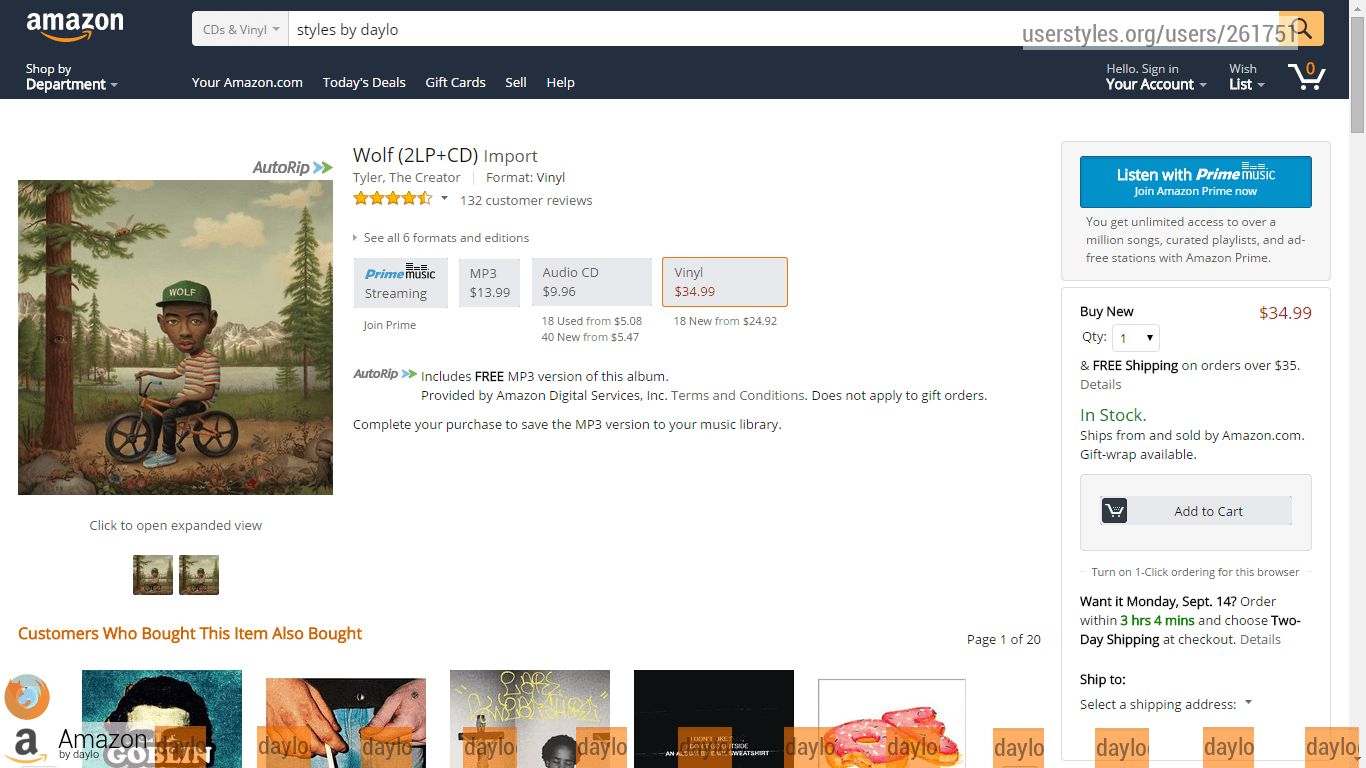 amazon
CDs & Vinyl
styles by daylo
userstyles.org/users/261751
Shop by
Department
Your Amazon.com
Today's Deals
Gift Cards
Sell
Help
Hello. Sign in
Your Account
Wish
List
0
AutoRip
WOLF
Click to open expanded view
Wolf (2LP+CD) Import
Tyler, The Creator
Format: Vinyl
132 customer reviews
See all 6 formats and editions
Prime music
Streaming
Join Prime
MP3
$13.99
Audio CD
$9.96
18 Used from $5.08
40 New from $5.47
Vinyl
$34.99
18 New from $24.92
AutoRip Includes FREE MP3 version of this album.
Provided by Amazon Digital Services, Inc. Terms and Conditions. Does not apply to gift orders.
Complete your purchase to save the MP3 version to your music library.
Listen with Prime music
Join Amazon Prime now
You get unlimited access to over a
million songs, curated playlists, and ad-
free stations with Amazon Prime.
Buy New
$34.99
Qty: 1
& FREE Shipping on orders over $35.
Details
In Stock.
Ships from and sold by Amazon.com.
Gift-wrap available.
Add to Cart
Turn on 1-Click ordering for this browser
Want it Monday, Sept. 14? Order
within 3 hrs 4 mins and choose Two-
Day Shipping at checkout. Details
Ship to:
Select a shipping address:
Customers Who Bought This Item Also Bought
Page 1 of 20
a
Amazon
by daylo
GOBLIN
daylo
daylo
daylo
daylo
daylo
I DON'T LIKE
AN ALBUM BY EARL SWEATSHIRT
daylo
daylo
daylo
daylo
daylo
daylo